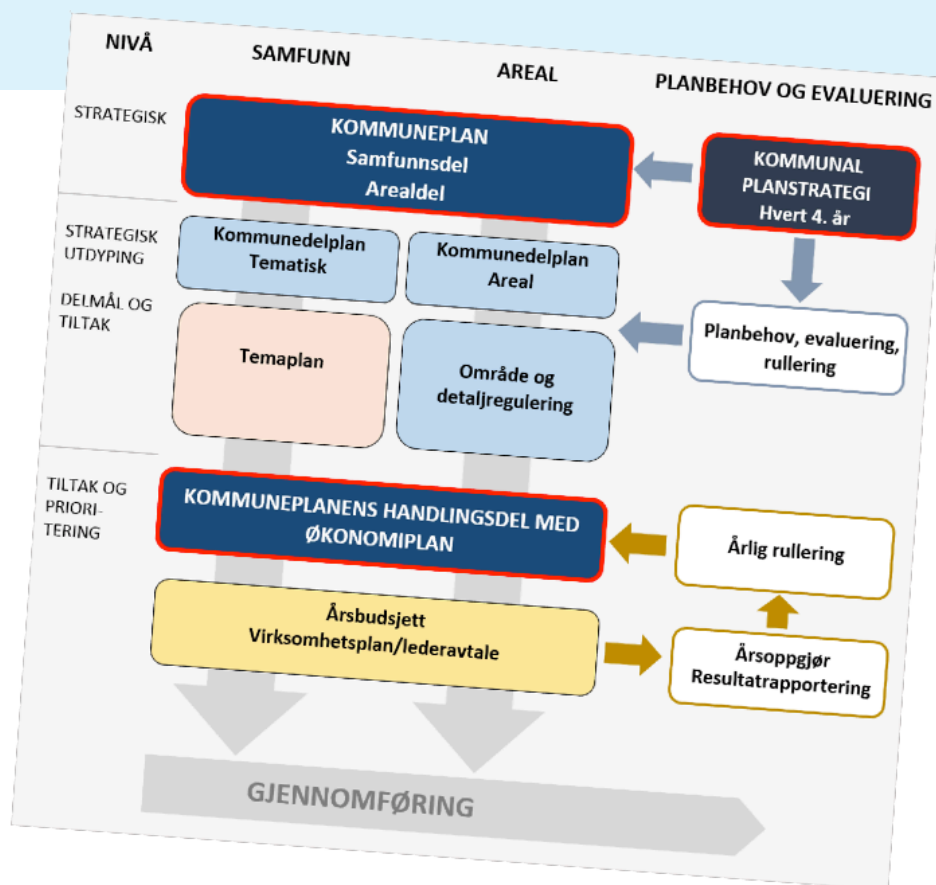 NIVÅ
SAMFUNN
AREAL
PLANBEHOV OG EVALUERING
STRATEGISK
KOMMUNEPLAN
Samfunnsdel
Arealdel
KOMMUNAL
PLANSTRATEGI
Hvert 4. år
STRATEGISK
UTDYPING
Kommunedelplan
Tematisk
Kommunedelplan
Areal
DELMÅL OG
TILTAK
Temaplan
Område og
detaljregulering
Planbehov, evaluering,
rullering
TILTAK OG
PRIORI-
TERING
KOMMUNEPLANENS HANDLINGSDEL MED
ØKONOMIPLAN
Årlig rullering
Årsbudsjett
Virksomhetsplan/lederavtale
Årsoppgjør
Resultatrapportering
GJENNOMFØRING